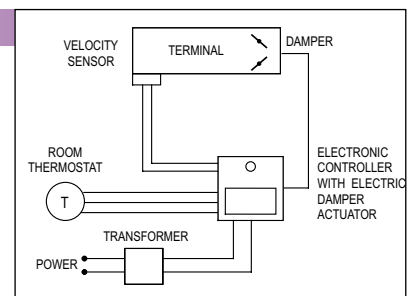 VELOCITY
SENSOR
TERMINAL
DAMPER
ROOM
THERMOSTAT
T
ELECTRONIC
CONTROLLER
WITH ELECTRIC
DAMPER
ACTUATOR
TRANSFORMER
POWER